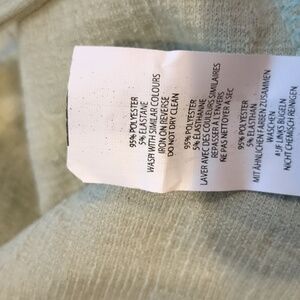 95% POLYESTER
5% ELASTANE
WASH WITH SIMILAR COLOURS
IRON ON REVERSE
DO NOT DRY CLEAN
95% POLYESTER
5% ÉLASTHANNE
LAVER AVEC DES COULEURS SIMILAIRES
REPASSER À L'ENVERS
NE PAS NETTOYER À SEC
95% POLYESTER
5% ELASTHAN
MIT ÄHNLICHEN FARBEN ZUSAMMEN
WASCHEN
AUF LINKS BÜGELN
NICHT CHEMISCH REINIGEN